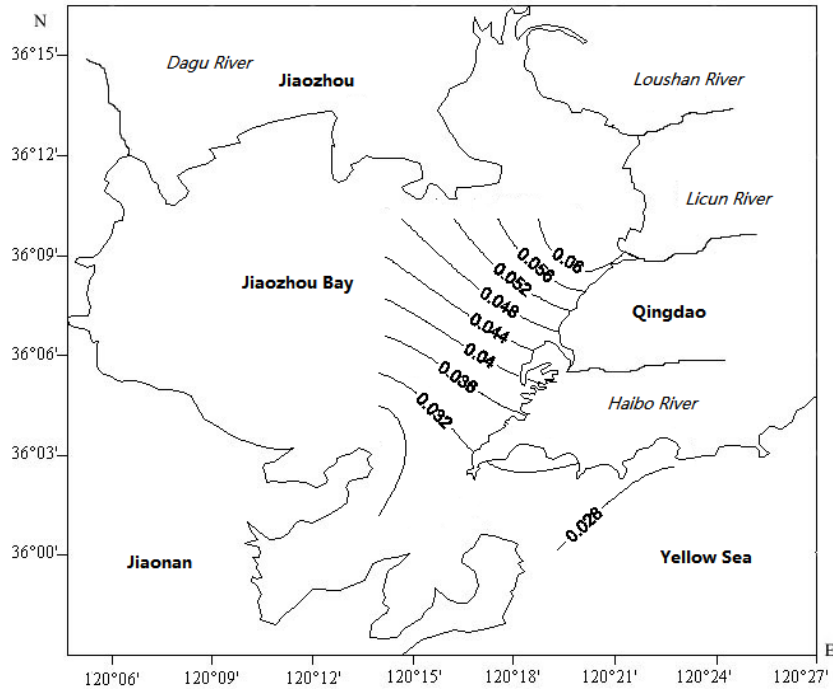 N
36°15'
Dagu River
Jiaozhou
Loushan River
36°12'
Licun River
36°09'
0.06
0.056
0.052
Jiaozhou Bay
0.048
Qingdao
0.044
36°06'
0.04
0.036
Haibo River
0.032
36°03'
0.028
36°00'
Jiaonan
Yellow Sea
E
120°06' 120°09' 120°12' 120°15' 120°18' 120°21' 120°24' 120°27'